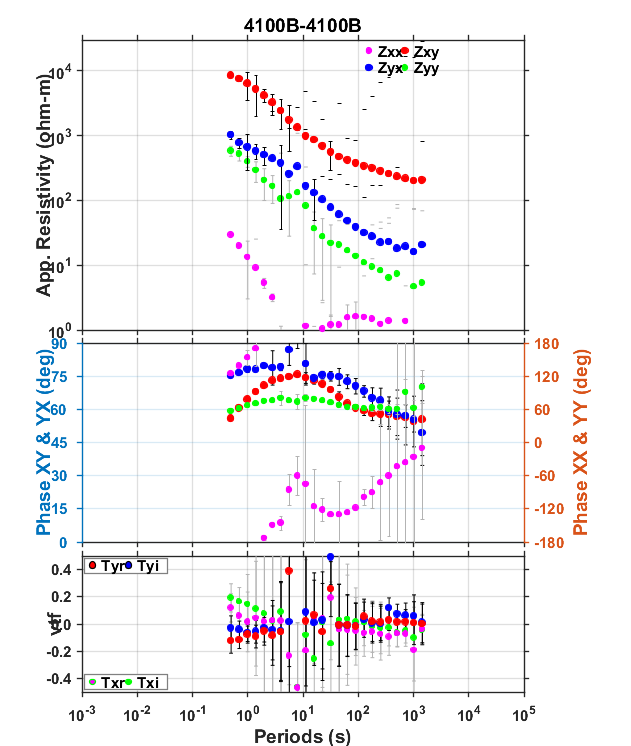 4100B-4100B
Zxx Zxy
Zyx Zyy
App. Resistivity (ohm-m)
10^4
10^3
10^2
10^1
10^0
Phase XY & YX (deg)
90
75
60
45
30
15
0
180
120
60
0
-60
-120
-180
Phase XX & YY (deg)
Tyr Tyi
0.4
0.2
0.0
-0.2
-0.4
Txr Txi
10^-3 10^-2 10^-1 10^0 10^1 10^2 10^3 10^4 10^5
Periods (s)